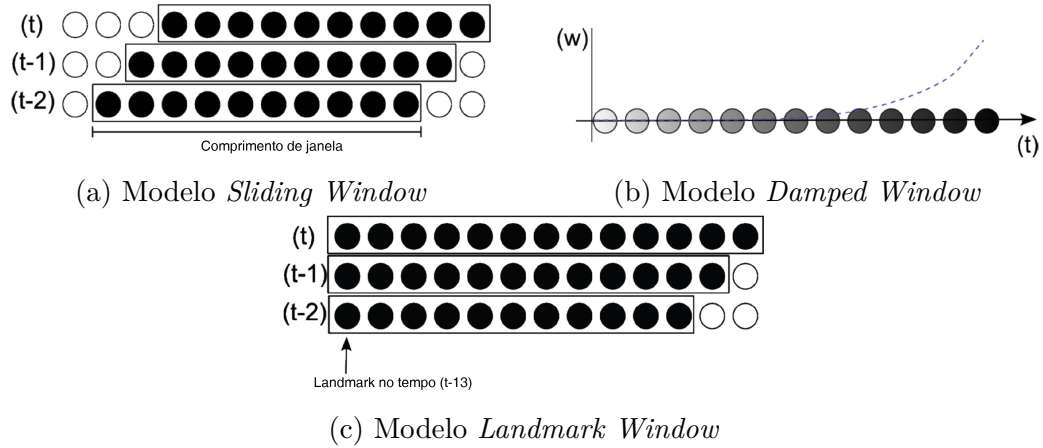 (t)
(t-1)
(t-2)
Comprimento de janela
(a) Modelo Sliding Window
(w)
(t)
(b) Modelo Damped Window
(t)
(t-1)
(t-2)
Landmark no tempo (t-13)
(c) Modelo Landmark Window